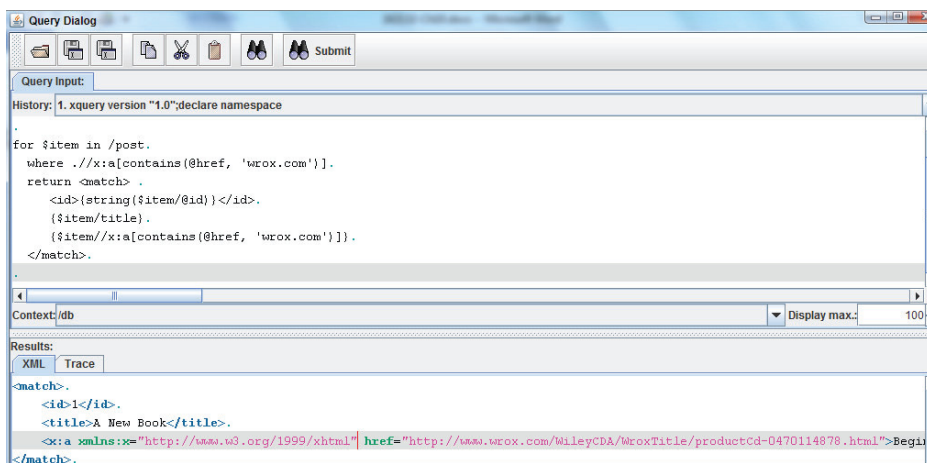 Query Dialog
Submit
Query Input:
History: 1. xquery version "1.0";declare namespace
.
for $item in /post.
where .//x:a[contains(@href, 'wrox.com')].
return <match> .
<id>{string($item/@id)}</id>.
{$item/title}.
{$item//x:a[contains(@href, 'wrox.com')]}.
</match>.
.
Context: /db Display max.: 100
Results:
XML Trace
<match>.
<id>1</id>.
<title>A New Book</title>.
<x:a xmlns:x="http://www.w3.org/1999/xhtml" href="http://www.wrox.com/WileyCDA/WroxTitle/productCd-0470114878.html">Begin
</match>.